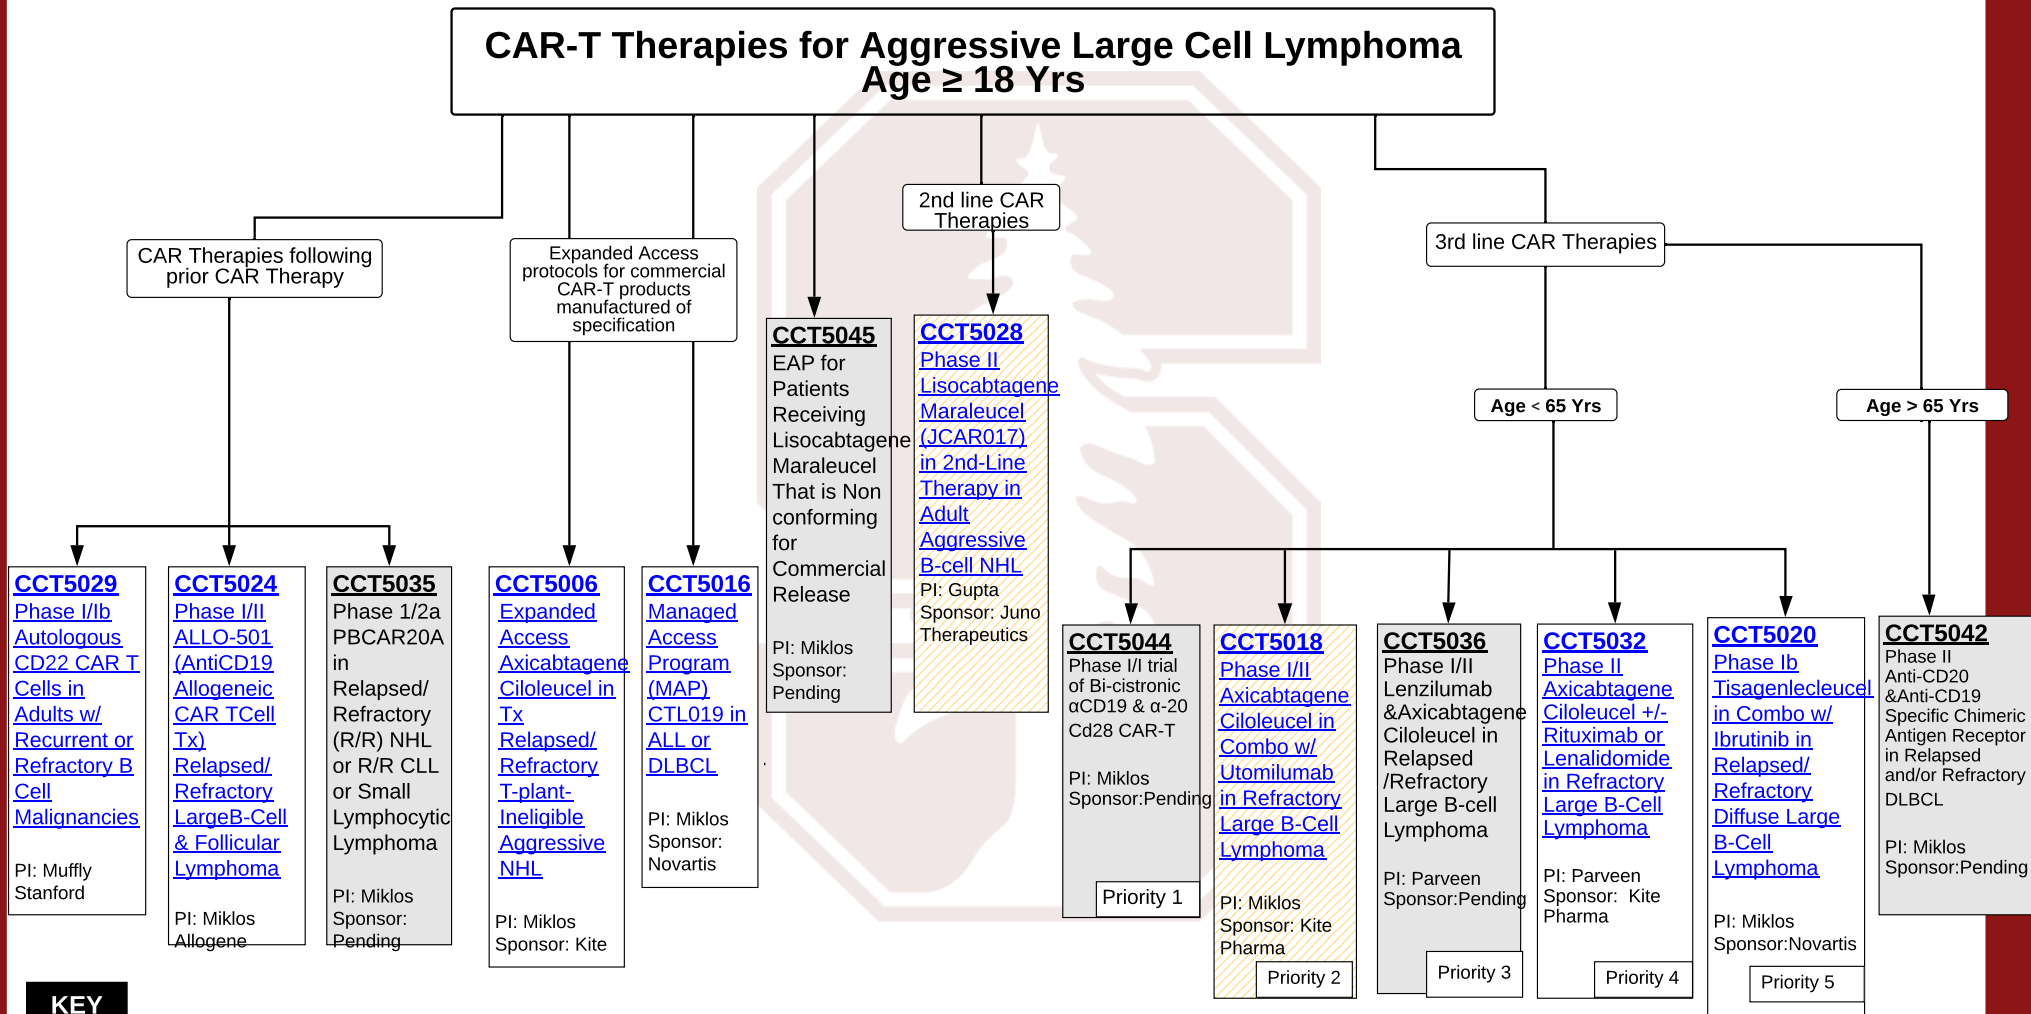 CAR-T Therapies for Aggressive Large Cell Lymphoma
Age ≥ 18 Yrs
CAR Therapies following
prior CAR Therapy
Expanded Access
protocols for commercial
CAR-T products
manufactured of
specification
2nd line CAR
Therapies
3rd line CAR Therapies
Age < 65 Yrs
Age > 65 Yrs
CCT5029
Phase I/Ib
Autologous
CD22 CAR T
Cells in
Adults w/
Recurrent or
Refractory B
Cell
Malignancies
PI: Muffly
Stanford
CCT5024
Phase I/II
ALLO-501
(AntiCD19
Allogeneic
CAR TCell
Tx)
Relapsed/
Refractory
LargeB-Cell
& Follicular
Lymphoma
PI: Miklos
Allogene
CCT5035
Phase 1/2a
PBCAR20A
in
Relapsed/
Refractory
(R/R) NHL
or R/R CLL
or Small
Lymphocytic
Lymphoma
PI: Miklos
Sponsor:
Pending
CCT5006
Expanded
Access
Axicabtagene
Ciloleucel in
Tx
Relapsed/
Refractory
T-plant-
Ineligible
Aggressive
NHL
PI: Miklos
Sponsor: Kite
CCT5016
Managed
Access
Program
(MAP)
CTL019 in
ALL or
DLBCL
PI: Miklos
Sponsor:
Novartis
CCT5045
EAP for
Patients
Receiving
Lisocabtagene
Maraleucel
That is Non
conforming
for
Commercial
Release
PI: Miklos
Sponsor:
Pending
CCT5028
Phase II
Lisocabtagene
Maraleucel
(JCAR017)
in 2nd-Line
Therapy in
Adult
Aggressive
B-cell NHL
PI: Gupta
Sponsor: Juno
Therapeutics
CCT5044
Phase I/I trial
of Bi-cistronic
αCD19 & α-20
Cd28 CAR-T
PI: Miklos
Sponsor:Pending
Priority 1
CCT5018
Phase I/II
Axicabtagene
Ciloleucel in
Combo w/
Utomilumab
in Refractory
Large B-Cell
Lymphoma
PI: Miklos
Sponsor: Kite
Pharma
Priority 2
CCT5036
Phase I/II
Lenzilumab
&Axicabtagene
Ciloleucel in
Relapsed
/Refractory
Large B-cell
Lymphoma
PI: Parveen
Sponsor:Pending
Priority 3
CCT5032
Phase II
Axicabtagene
Ciloleucel +/-
Rituximab or
Lenalidomide
in Refractory
Large B-Cell
Lymphoma
PI: Parveen
Sponsor:  Kite
Pharma
Priority 4
CCT5020
Phase Ib
Tisagenlecleucel
in Combo w/
Ibrutinib in
Relapsed/
Refractory
Diffuse Large
B-Cell
Lymphoma
PI: Miklos
Sponsor:Novartis
Priority 5
CCT5042
Phase II
Anti-CD20
&Anti-CD19
Specific Chimeric
Antigen Receptor
in Relapsed
and/or Refractory
DLBCL
PI: Miklos
Sponsor:Pending
KEY